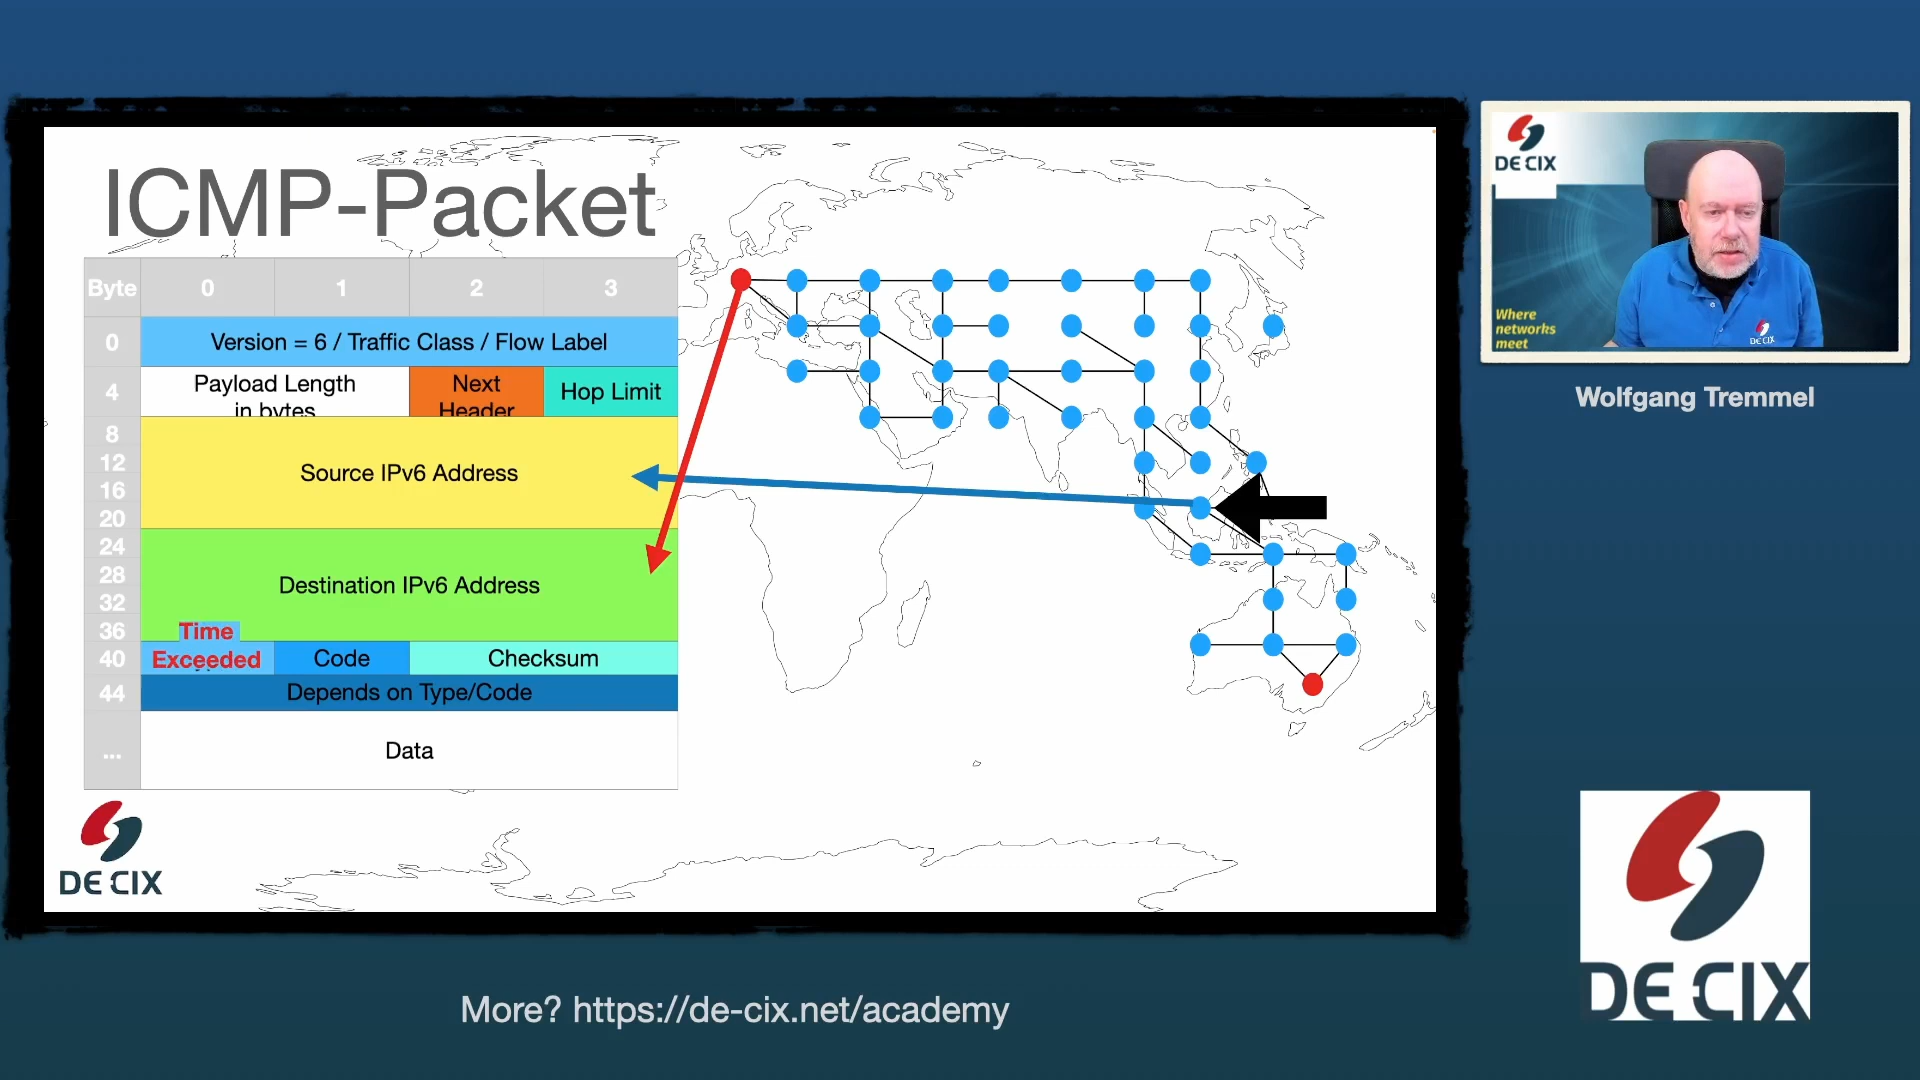 ICMP-Packet
Byte 0 1 2 3
0 Version = 6 / Traffic Class / Flow Label
4 Payload Length in bytes Next Header Hop Limit
8
12
16
20
Source IPv6 Address
24
28
32
36
Destination IPv6 Address
40 Time Exceeded Code Checksum
44 Depends on Type/Code
... Data
DE CIX
DE CIX
Where
networks
meet
DE CIX
Wolfgang Tremmel
DE CIX
More? https://de-cix.net/academy